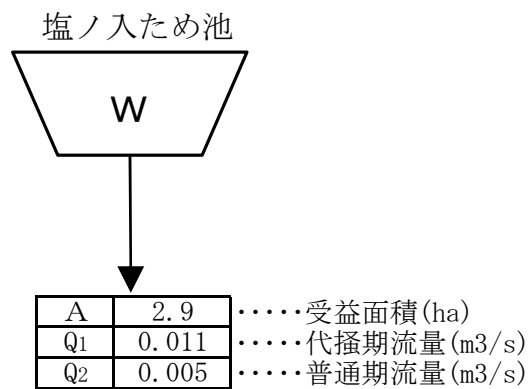 塩ノ入ため池
W
A 2.9 ・・・・・受益面積(ha)
Q1 0.011 ・・・・・代掻期流量(m3/s)
Q2 0.005 ・・・・・普通期流量(m3/s)